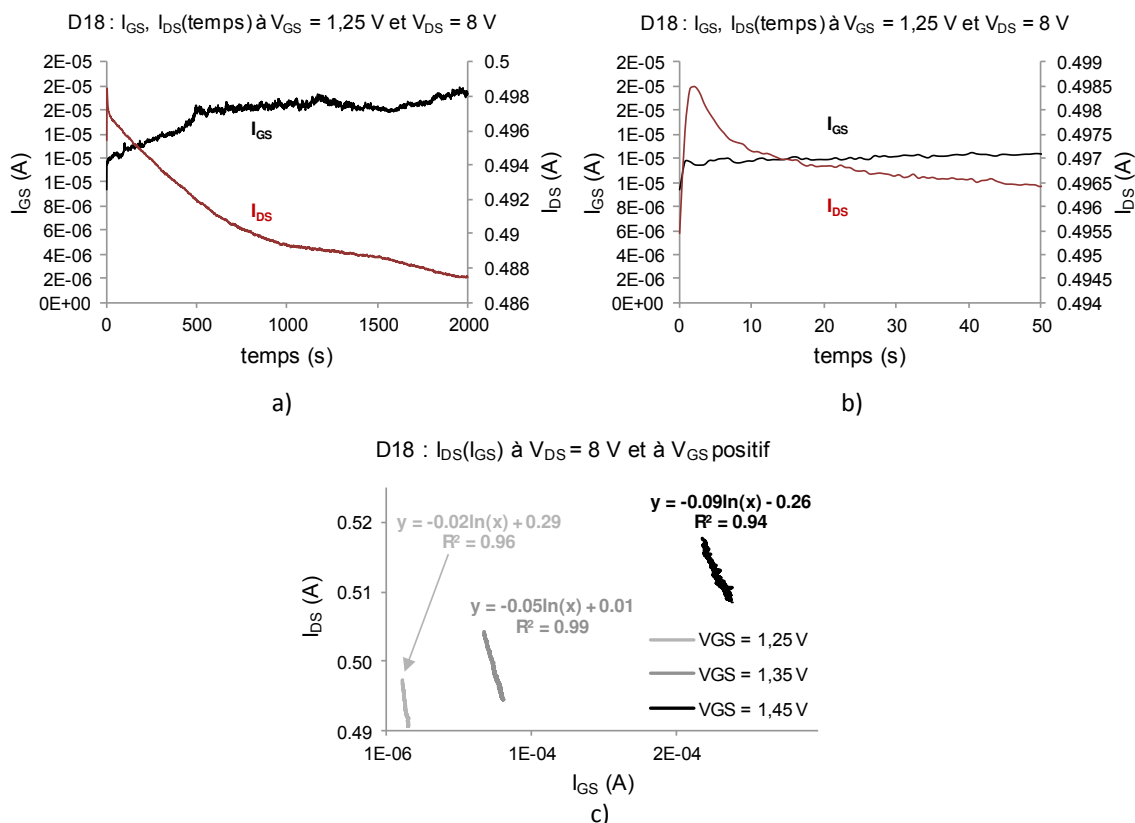 D18 : IGS, IDS(temps) à VGS = 1,25 V et VDS = 8 V
2E-05
2E-05
2E-05
1E-05
1E-05
1E-05
8E-06
6E-06
4E-06
2E-06
0E+00
IGS (A)
IGS
IDS
0.5
0.498
0.496
0.494
0.492
0.49
0.488
0.486
IDS (A)
0
500
1000
1500
2000
temps (s)
a)
D18 : IGS, IDS(temps) à VGS = 1,25 V et VDS = 8 V
2E-05
2E-05
2E-05
1E-05
1E-05
1E-05
8E-06
6E-06
4E-06
2E-06
0E+00
IGS (A)
IGS
IDS
0.499
0.4985
0.498
0.4975
0.497
0.4965
0.496
0.4955
0.495
0.4945
0.494
IDS (A)
0
10
20
30
40
50
temps (s)
b)
D18 : IDS(IGS) à VDS = 8 V et à VGS positif
0.52
0.51
0.50
0.49
IDS (A)
y = -0.02ln(x) + 0.29
R² = 0.96
y = -0.05ln(x) + 0.01
R² = 0.99
y = -0.09ln(x) - 0.26
R² = 0.94
VGS = 1,25 V
VGS = 1,35 V
VGS = 1,45 V
1E-06
1E-04
2E-04
IGS (A)
c)